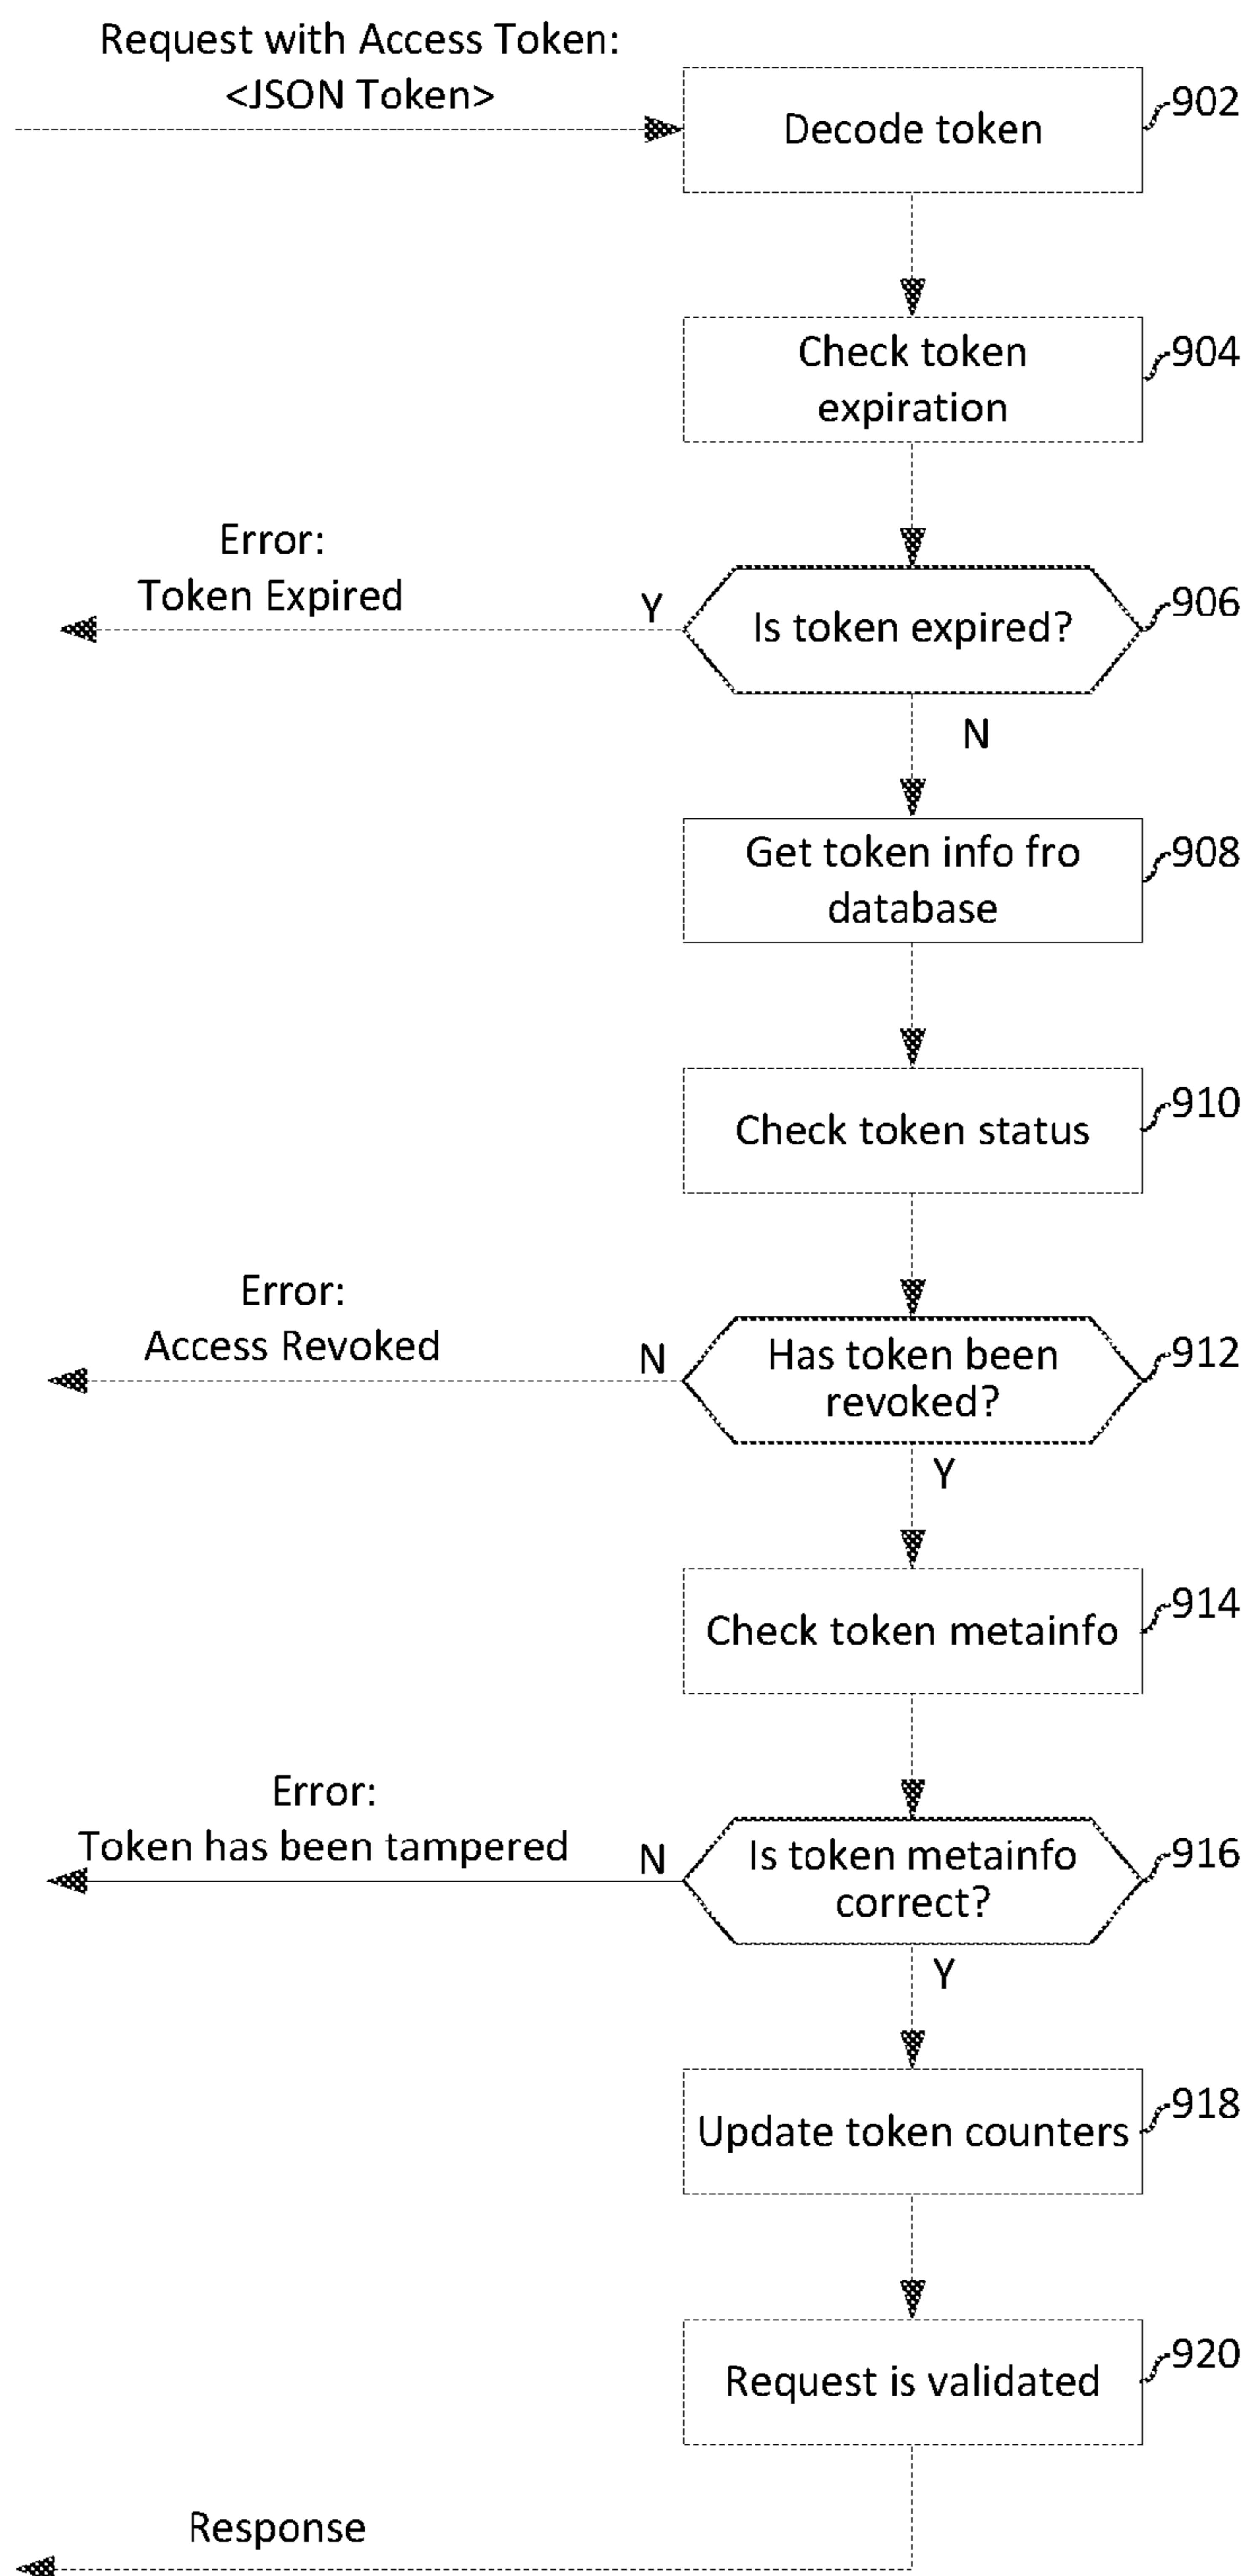 Request with Access Token:
<JSON Token>
Decode token
902
Check token
expiration
904
Error:
Token Expired
Y
Is token expired?
906
N
Get token info fro
database
908
Check token status
910
Error:
Access Revoked
N
Has token been
revoked?
912
Y
Check token metainfo
914
Error:
Token has been tampered
N
Is token metainfo
correct?
916
Y
Update token counters
918
Request is validated
920
Response